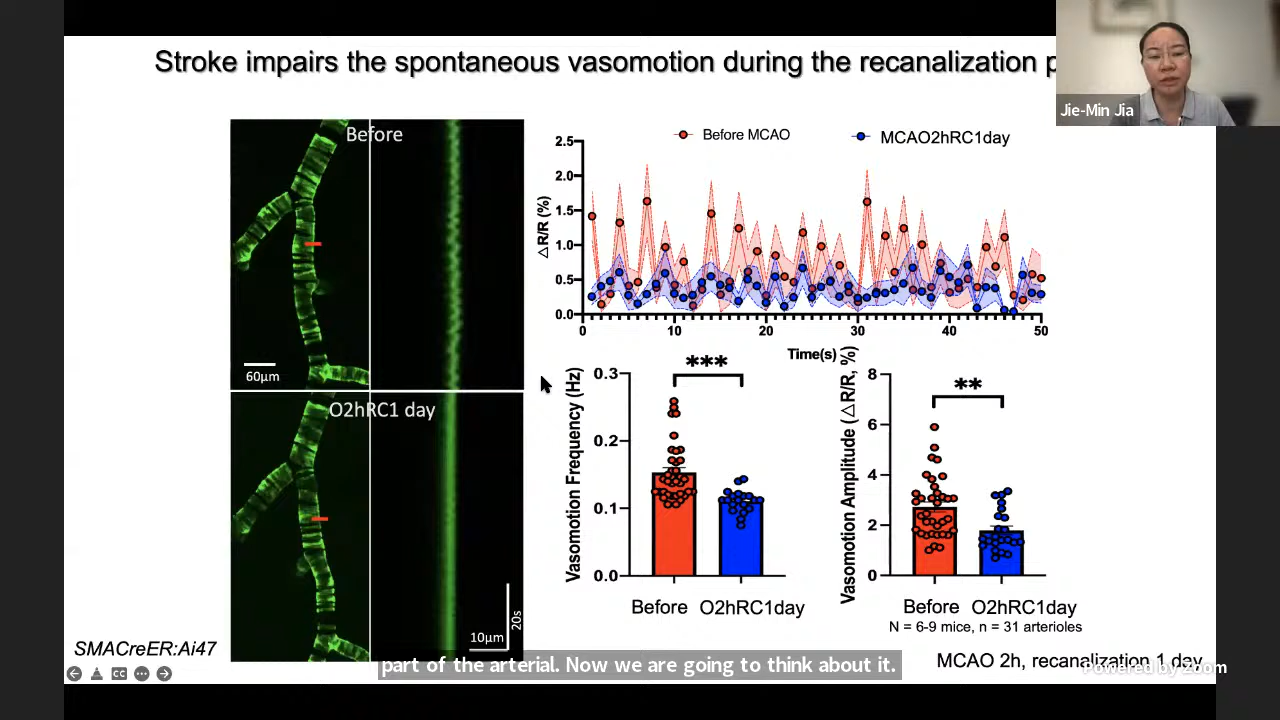 Stroke impairs the spontaneous vasomotion during the recanalization p
Jie-Min Jia
Before
60μm
O2hRC1 day
10μm
20s
SMACreER:Ai47
Before MCAO
MCAO2hRC1day
△R/R (%)
2.5
2.0
1.5
1.0
0.5
0.0
0
10
20
30
40
50
Time(s)
Vasomotion Frequency (Hz)
0.3
0.2
0.1
0.0
***
Before
O2hRC1day
Vasomotion Amplitude (△R/R, %)
8
6
4
2
0
**
Before
O2hRC1day
N = 6-9 mice, n = 31 arterioles
MCAO 2h, recanalization 1 day
part of the arterial. Now we are going to think about it.
Powered by Zoom
CC